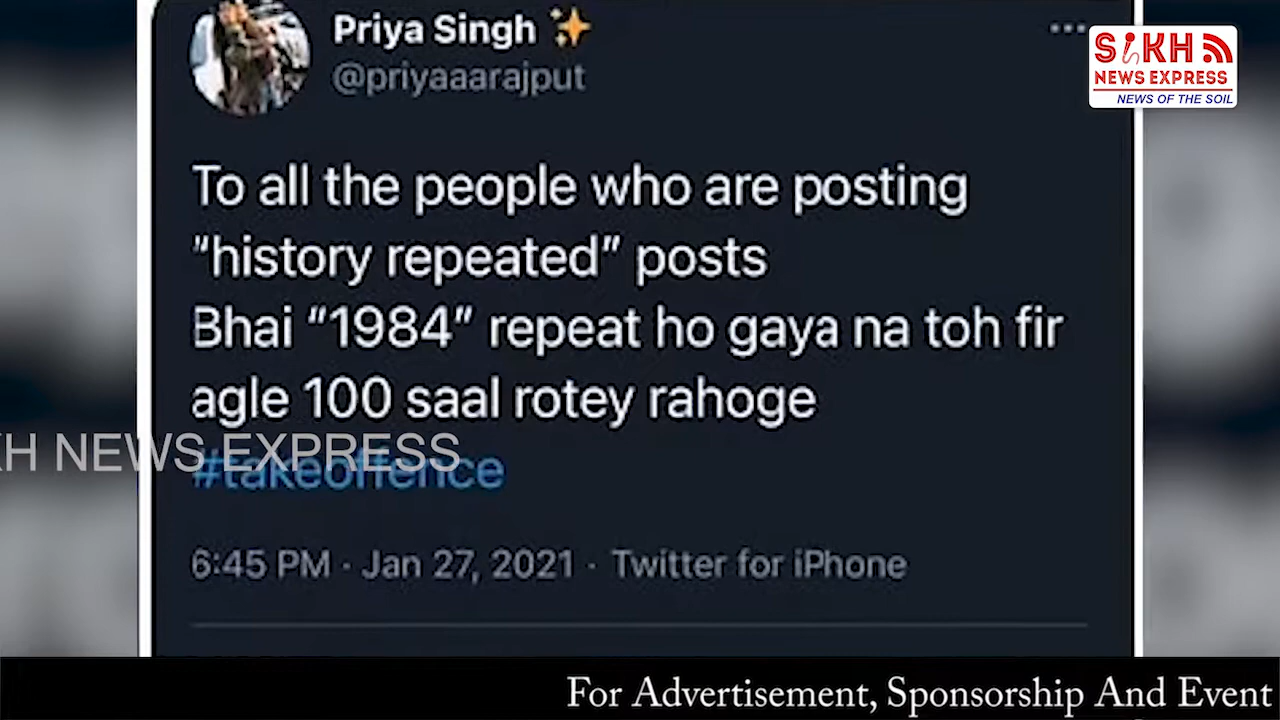 Priya Singh ✨
@priyaaarajput
SiKH
NEWS EXPRESS
NEWS OF THE SOIL
To all the people who are posting
"history repeated" posts
Bhai "1984" repeat ho gaya na toh fir
agle 100 saal rotey rahoge
KH NEWS EXPRESS
#takeoffence
6:45 PM · Jan 27, 2021 · Twitter for iPhone
For Advertisement, Sponsorship And Event